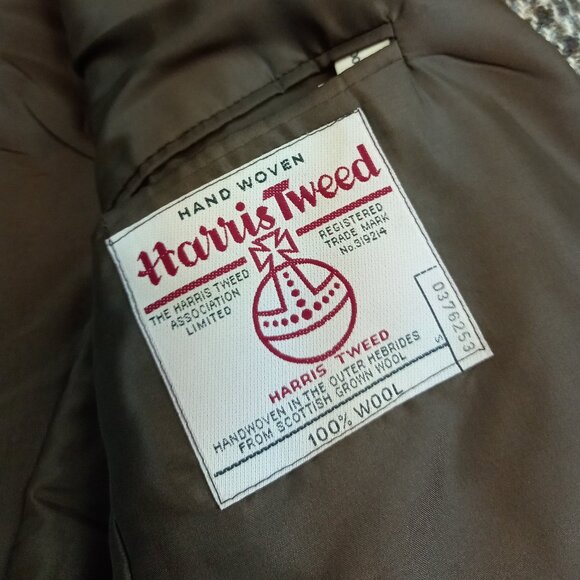 HAND WOVEN
Harris Tweed
THE HARRIS TWEED
ASSOCIATION
LIMITED
REGISTERED
TRADE MARK
No.319214
HARRIS TWEED
HANDWOVEN IN THE OUTER HEBRIDES
FROM SCOTTISH GROWN WOOL
100% WOOL
S
0376253